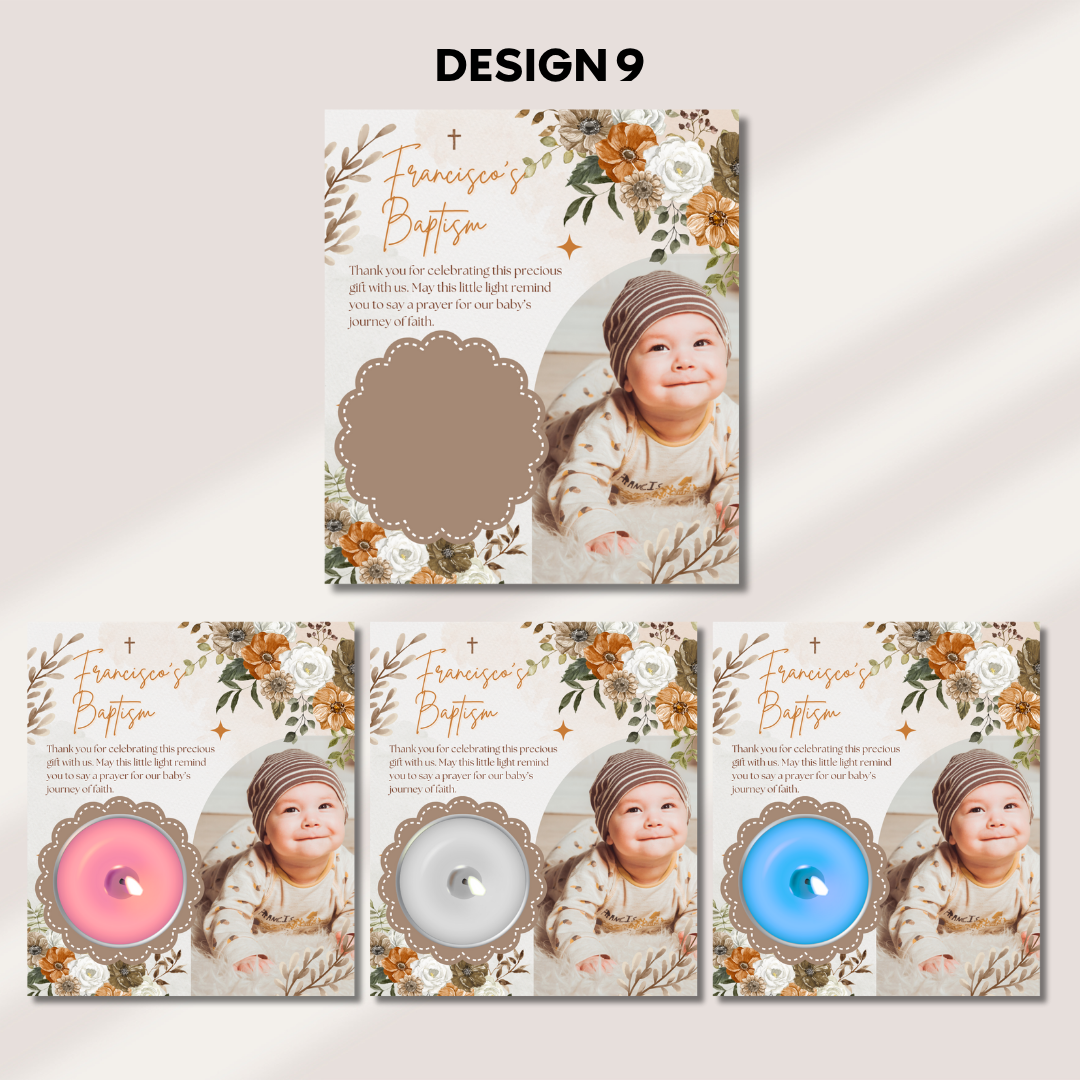 DESIGN 9
Francisco's
Baptism
Thank you for celebrating this precious
gift with us. May this little light remind
you to say a prayer for our baby's
journey of faith.
Francisco's
Baptism
Thank you for celebrating this precious
gift with us. May this little light remind
you to say a prayer for our baby's
journey of faith.
Francisco's
Baptism
Thank you for celebrating this precious
gift with us. May this little light remind
you to say a prayer for our baby's
journey of faith.
Francisco's
Baptism
Thank you for celebrating this precious
gift with us. May this little light remind
you to say a prayer for our baby's
journey of faith.